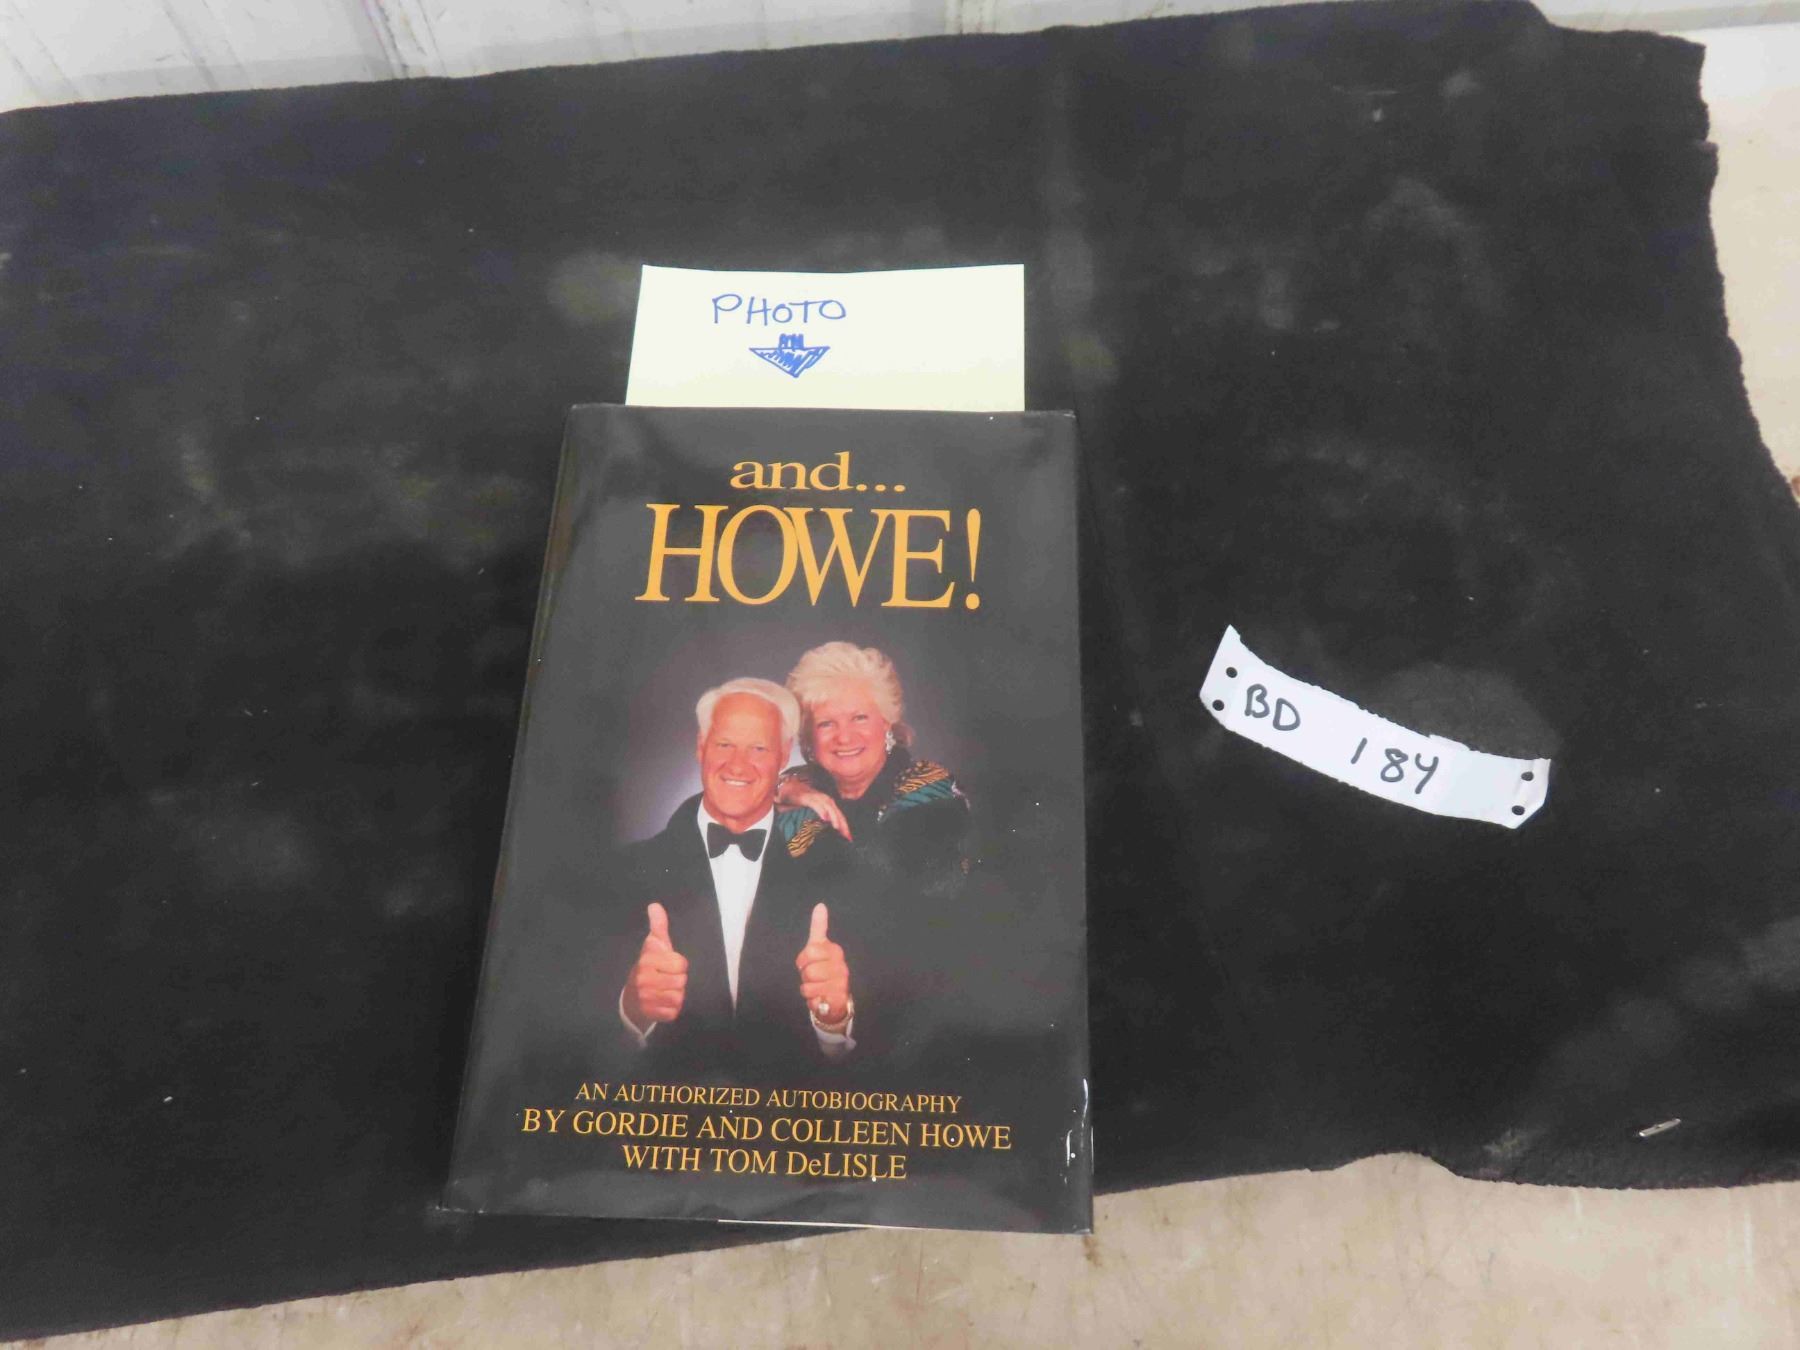 PHOTO
and...
HOWE!
AN AUTHORIZED AUTOBIOGRAPHY
BY GORDIE AND COLLEEN HOWE
WITH TOM DeLISLE
BD 184